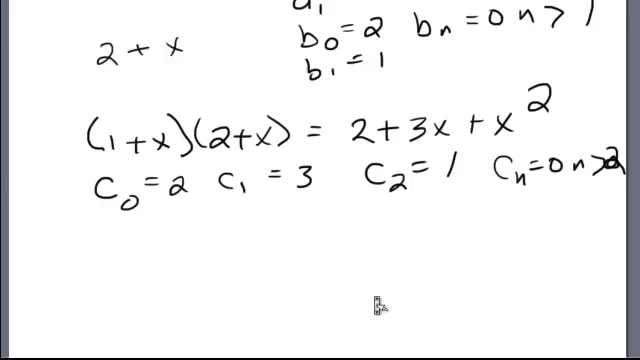 a₁
b₀ = 2 bₙ = 0 n > 1
2 + x
b₁ = 1
(1+x)(2+x) = 2 + 3x + x²
C₀ = 2 C₁ = 3 C₂ = 1 Cₙ = 0 n > 2